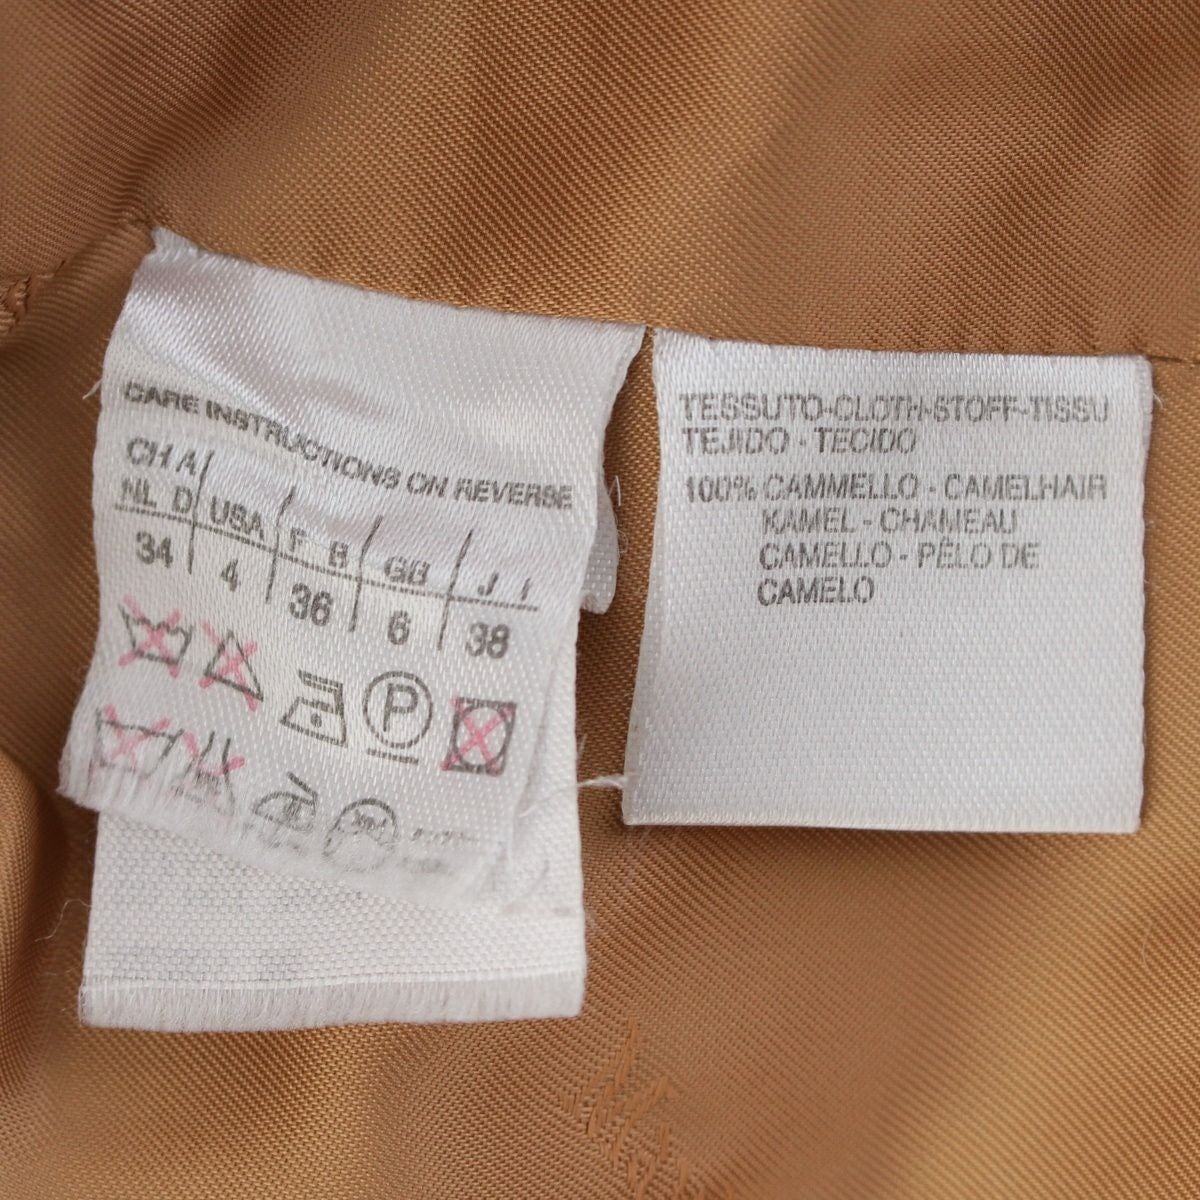 CARE INSTRUCTIONS ON REVERSE
CH A
NL D USA F B GB J I
34 4 36 6 38
P
TESSUTO-CLOTH-STOFF-TISSU
TEJIDO - TECIDO
100% CAMMELLO - CAMELHAIR
KAMEL - CHAMEAU
CAMELLO - PÊLO DE
CAMELO